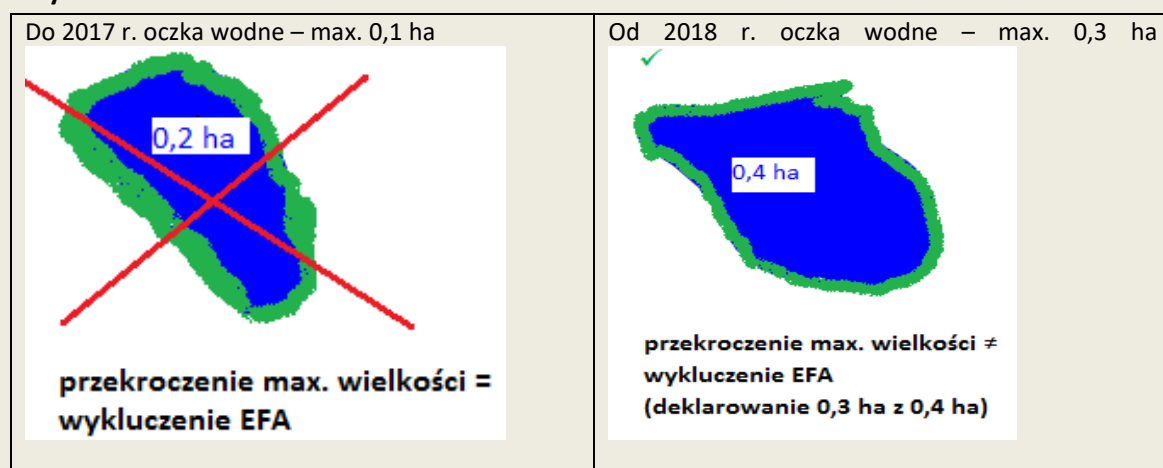 Do 2017 r. oczka wodne – max. 0,1 ha
0,2 ha
przekroczenie max. wielkości =
wykluczenie EFA
Od 2018 r. oczka wodne – max. 0,3 ha
✓
0,4 ha
przekroczenie max. wielkości ≠
wykluczenie EFA
(deklarowanie 0,3 ha z 0,4 ha)